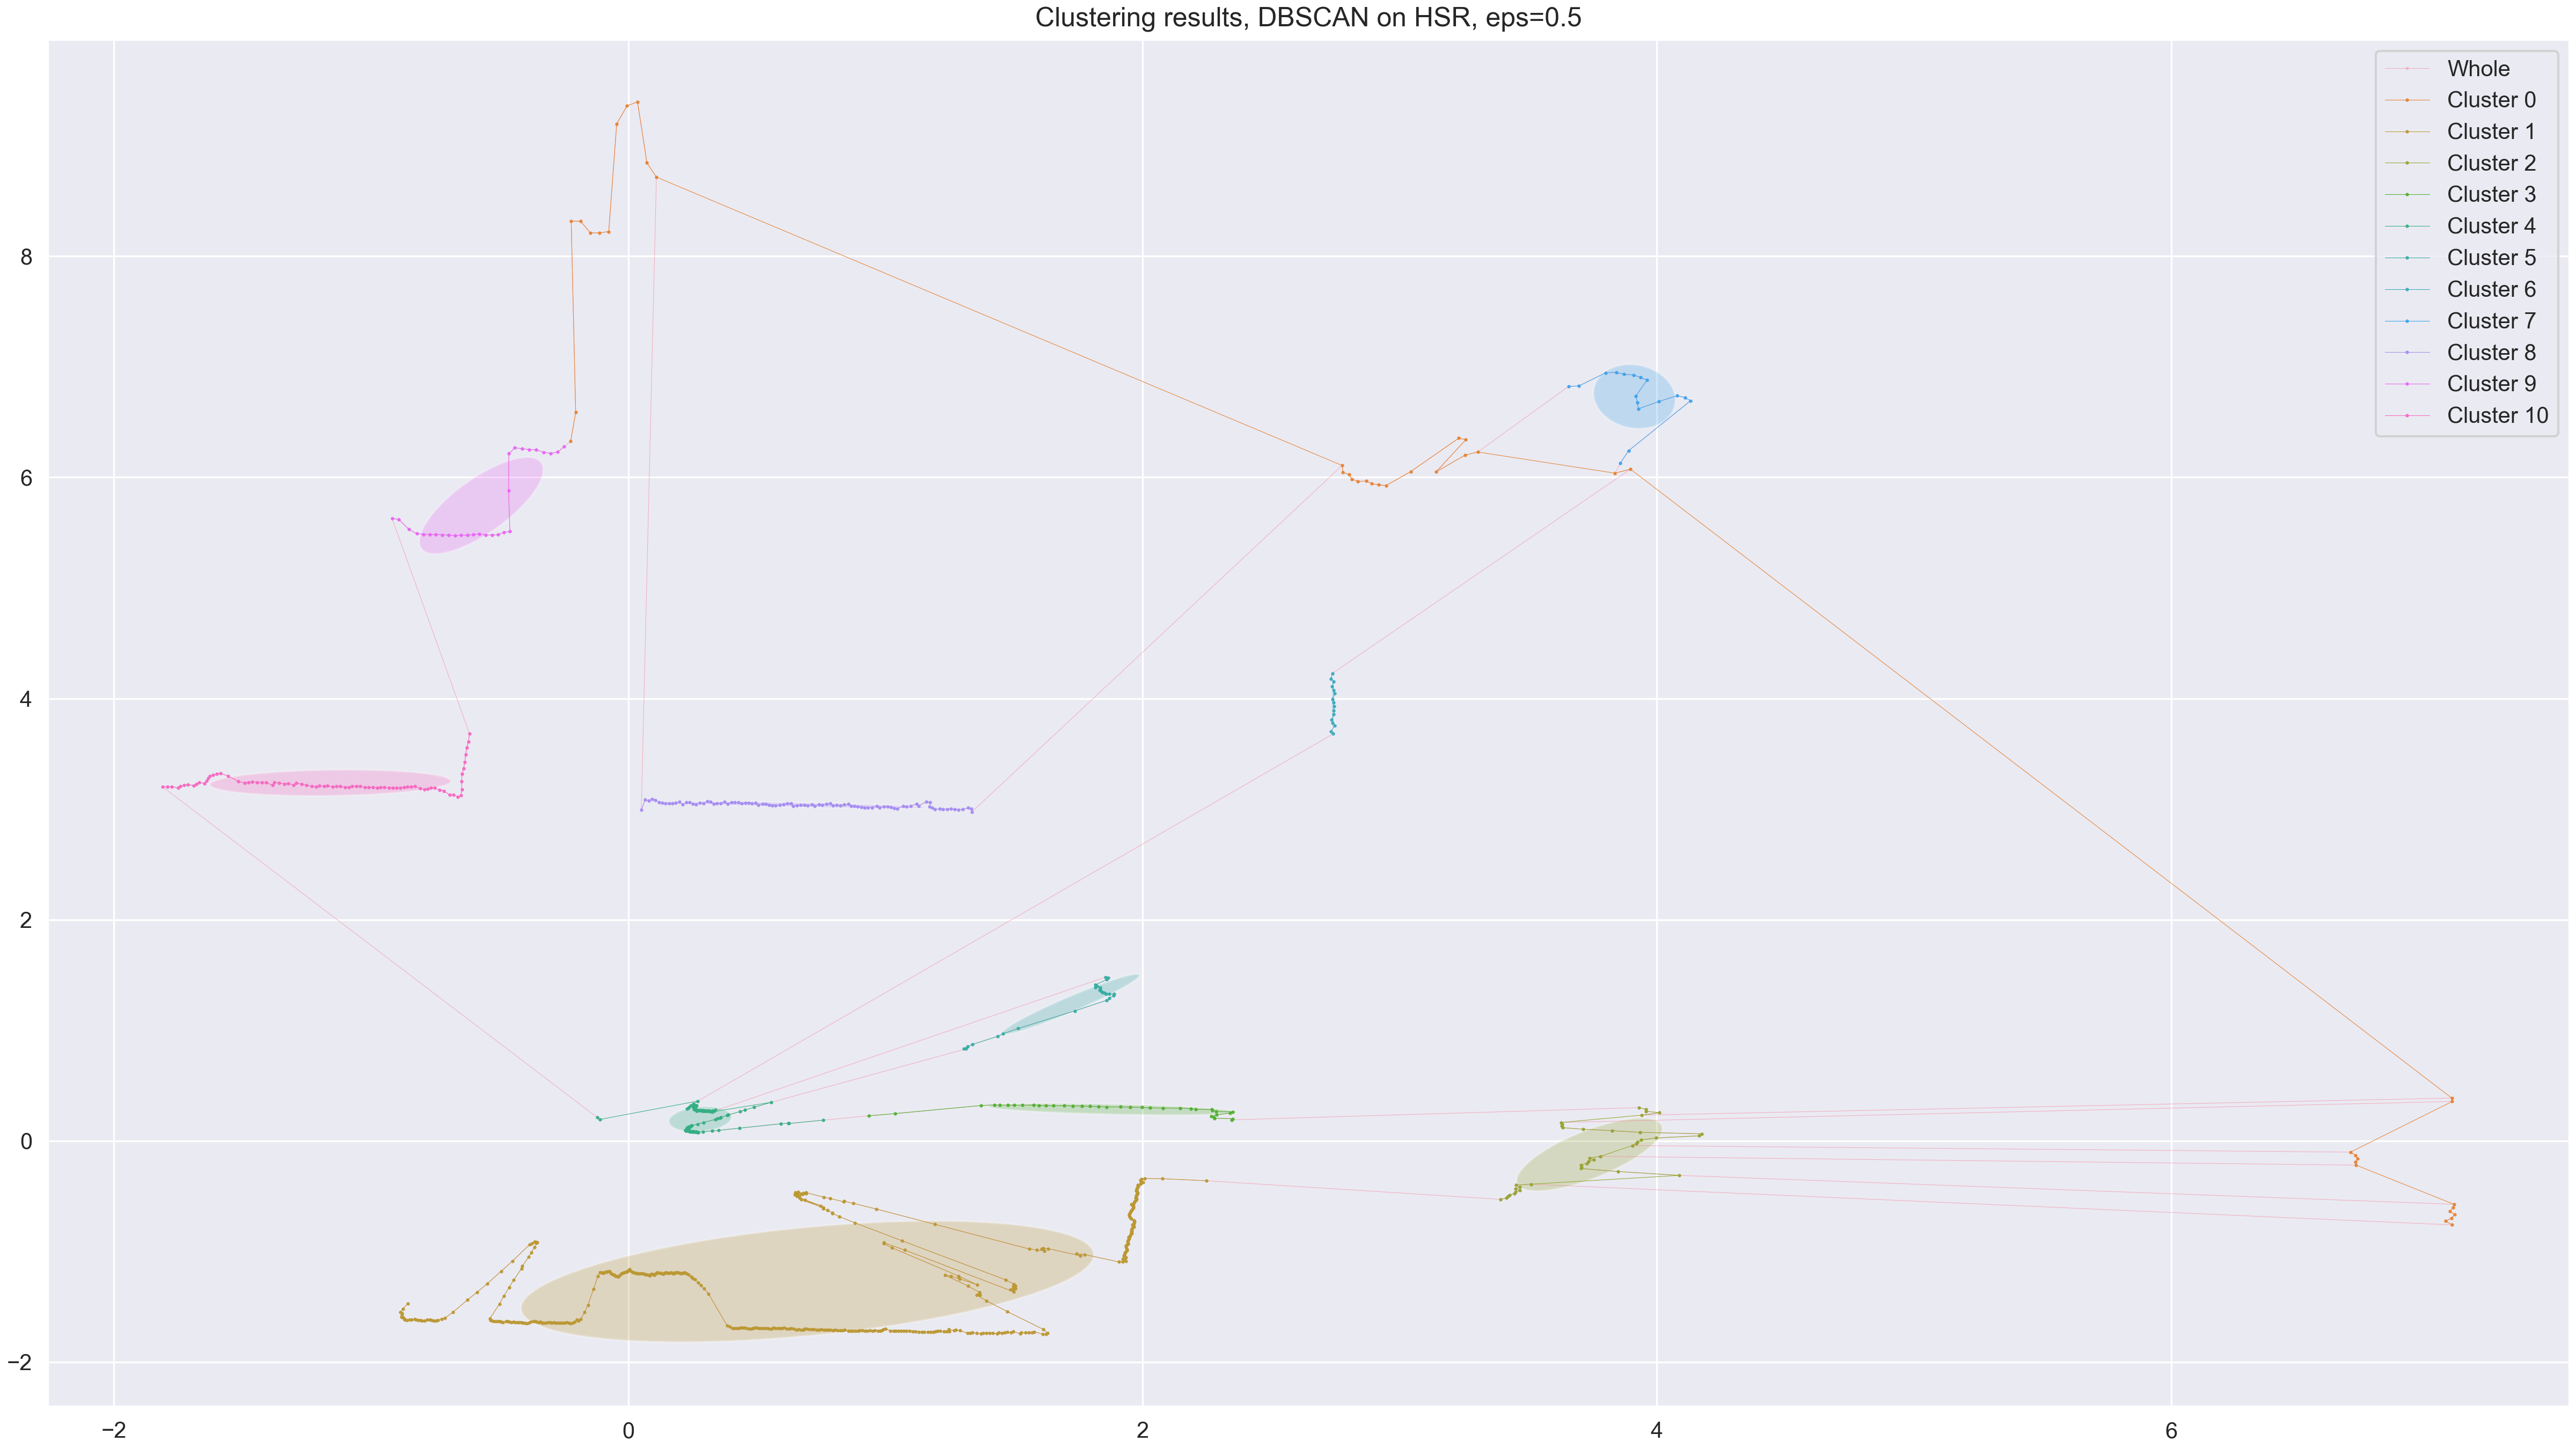 Clustering results, DBSCAN on HSR, eps=0.5
Whole
Cluster 0
Cluster 1
Cluster 2
Cluster 3
Cluster 4
Cluster 5
Cluster 6
Cluster 7
Cluster 8
Cluster 9
Cluster 10
8
6
4
2
0
−2
−2 0 2 4 6